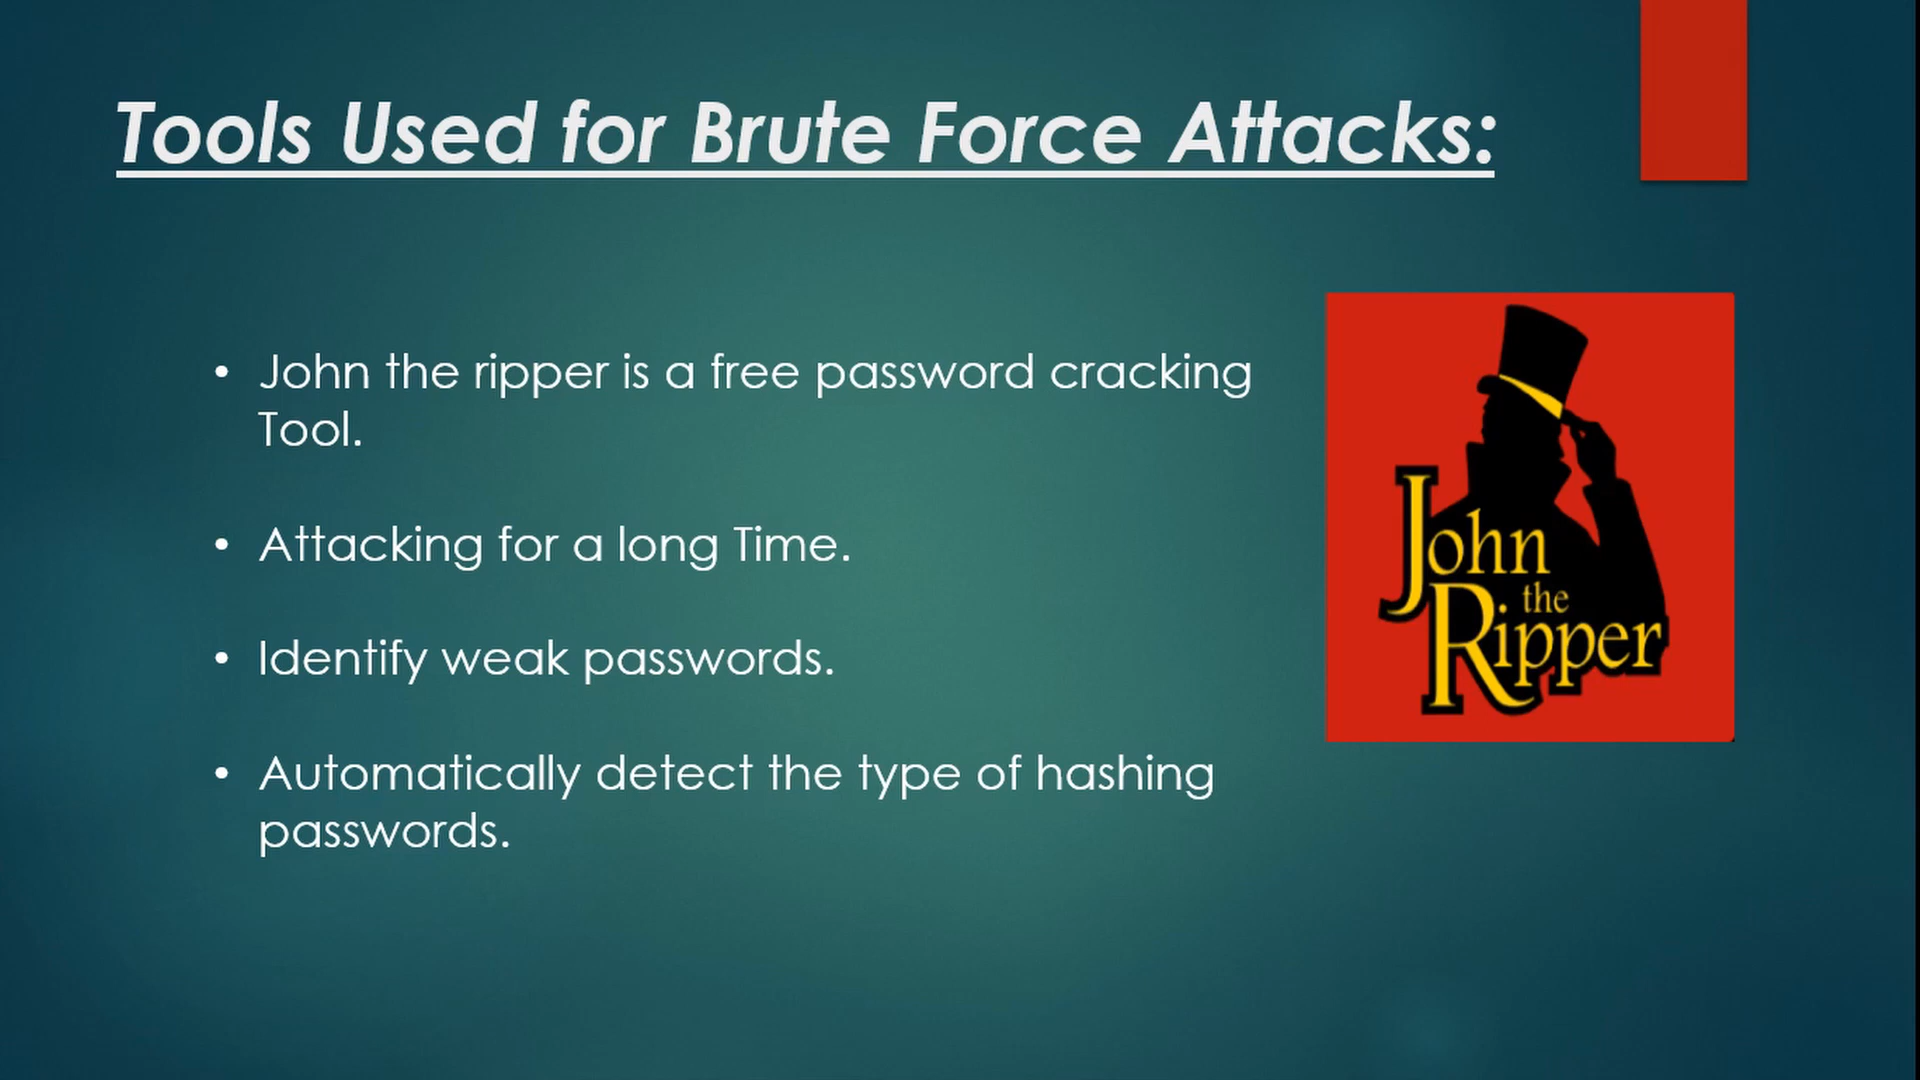 Tools Used for Brute Force Attacks:
• John the ripper is a free password cracking
Tool.
• Attacking for a long Time.
• Identify weak passwords.
• Automatically detect the type of hashing
passwords.
John
the
Ripper